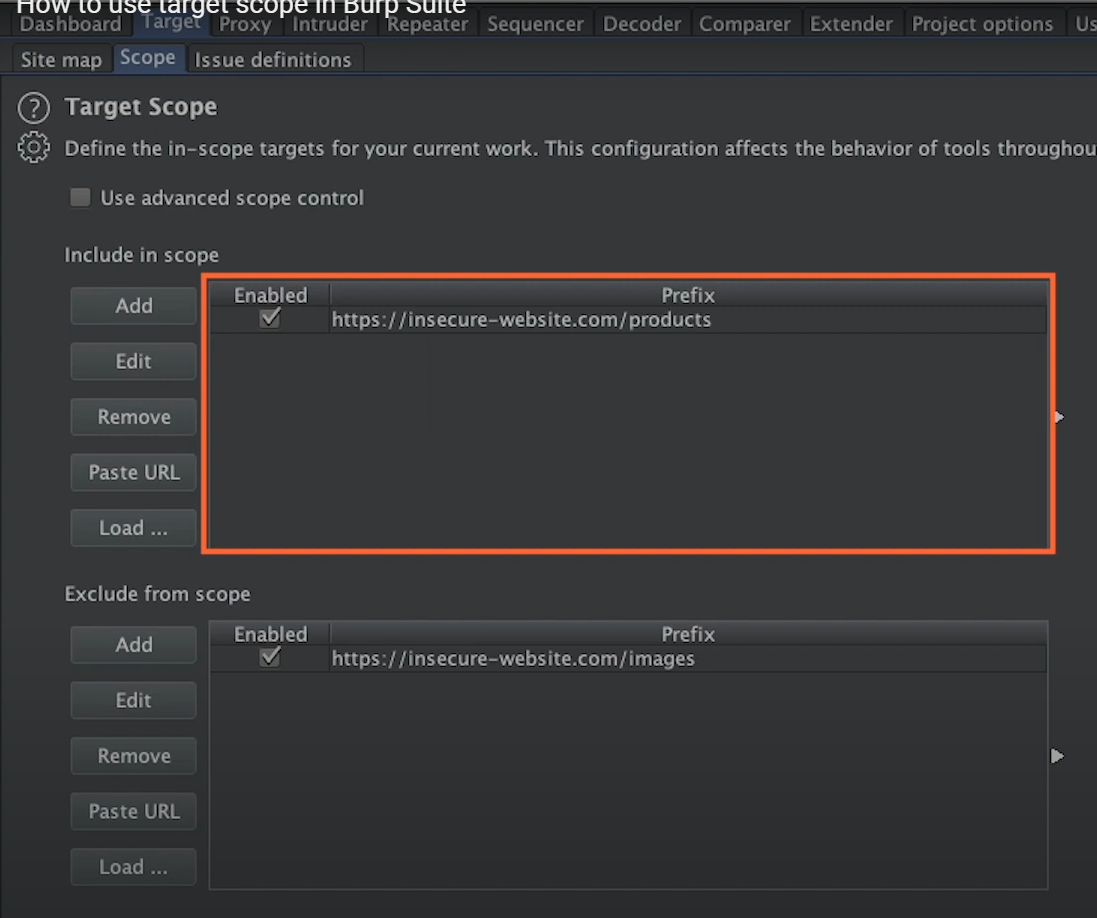 How to use target scope in Burp Suite
Dashboard Target Proxy Intruder Repeater Sequencer Decoder Comparer Extender Project options
Site map Scope Issue definitions
? Target Scope
Define the in-scope targets for your current work. This configuration affects the behavior of tools
Use advanced scope control
Include in scope
Add
Edit
Remove
Paste URL
Load ...
Enabled Prefix
https://insecure-website.com/products
Exclude from scope
Add
Edit
Remove
Paste URL
Load ...
Enabled Prefix
https://insecure-website.com/images